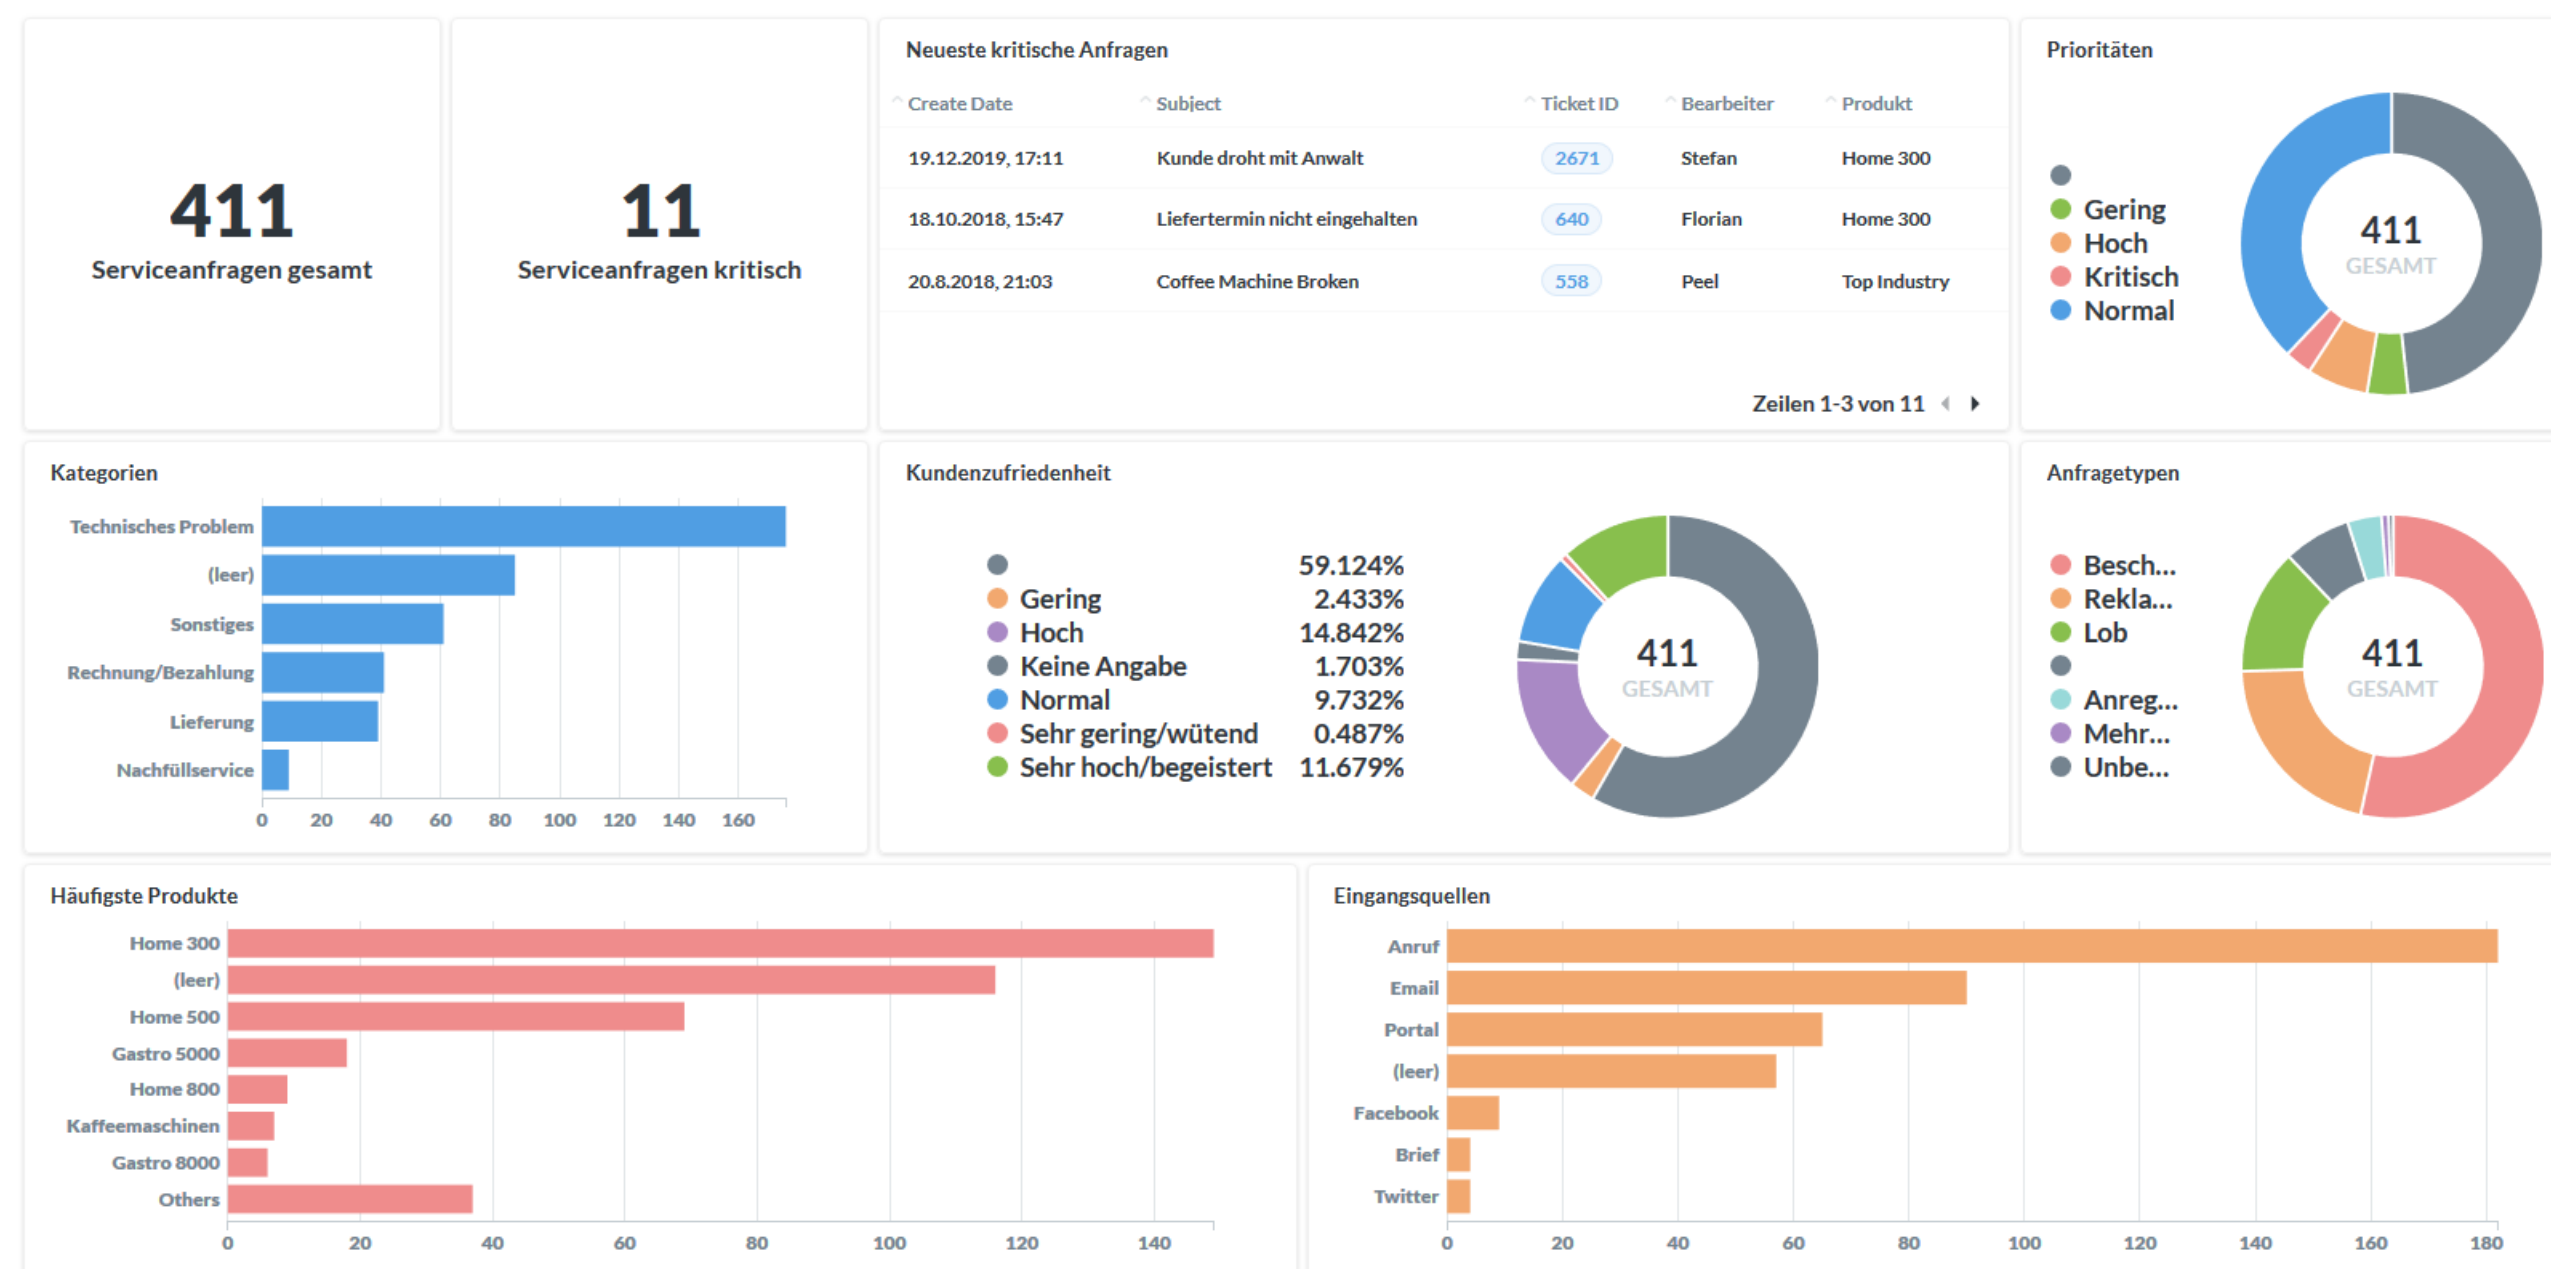 411
Serviceanfragen gesamt
11
Serviceanfragen kritisch
Neueste kritische Anfragen
Create Date Subject Ticket ID Bearbeiter Produkt
19.12.2019, 17:11 Kunde droht mit Anwalt 2671 Stefan Home 300
18.10.2018, 15:47 Liefertermin nicht eingehalten 640 Florian Home 300
20.8.2018, 21:03 Coffee Machine Broken 558 Peel Top Industry
Zeilen 1-3 von 11
Prioritäten
Gering
Hoch
Kritisch
Normal
411
GESAMT
Kategorien
Technisches Problem
(leer)
Sonstiges
Rechnung/Bezahlung
Lieferung
Nachfüllservice
0 20 40 60 80 100 120 140 160
Kundenzufriedenheit
59.124%
Gering 2.433%
Hoch 14.842%
Keine Angabe 1.703%
Normal 9.732%
Sehr gering/wütend 0.487%
Sehr hoch/begeistert 11.679%
411
GESAMT
Anfragetypen
Besch...
Rekla...
Lob
Anreg...
Mehr...
Unbe...
411
GESAMT
Häufigste Produkte
Home 300
(leer)
Home 500
Gastro 5000
Home 800
Kaffeemaschinen
Gastro 8000
Others
0 20 40 60 80 100 120 140
Eingangsquellen
Anruf
Email
Portal
(leer)
Facebook
Brief
Twitter
0 20 40 60 80 100 120 140 160 180